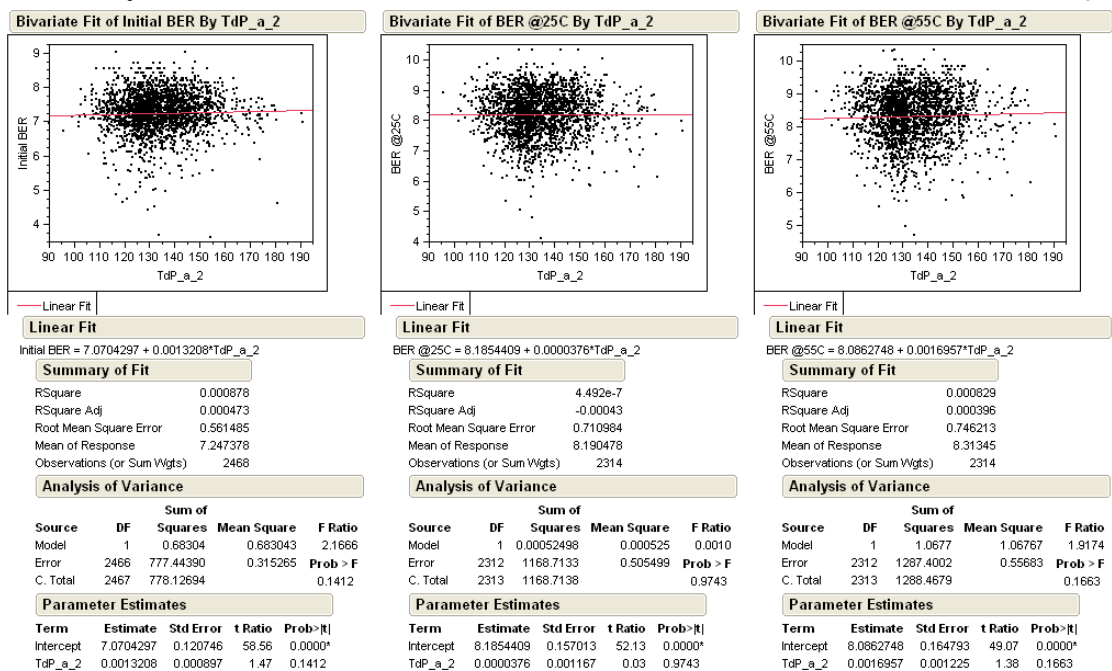 Bivariate Fit of Initial BER By TdP_a_2
Initial BER
9
8
7
6
5
4
90 100 110 120 130 140 150 160 170 180 190
TdP_a_2
Linear Fit
Linear Fit
Initial BER = 7.0704297 + 0.0013208*TdP_a_2
Summary of Fit
RSquare 0.000878
RSquare Adj 0.000473
Root Mean Square Error 0.561485
Mean of Response 7.247378
Observations (or Sum Wgts) 2468
Analysis of Variance
Sum of
Source DF Squares Mean Square F Ratio
Model 1 0.68304 0.683043 2.1666
Error 2466 777.44390 0.315265 Prob > F
C. Total 2467 778.12694 0.1412
Parameter Estimates
Term Estimate Std Error t Ratio Prob>|t|
Intercept 7.0704297 0.120746 58.56 0.0000*
TdP_a_2 0.0013208 0.000897 1.47 0.1412
Bivariate Fit of BER @25C By TdP_a_2
BER @25C
10
9
8
7
6
5
4
90 100 110 120 130 140 150 160 170 180 190
TdP_a_2
Linear Fit
Linear Fit
BER @25C = 8.1854409 + 0.0000376*TdP_a_2
Summary of Fit
RSquare 4.492e-7
RSquare Adj -0.00043
Root Mean Square Error 0.710984
Mean of Response 8.190478
Observations (or Sum Wgts) 2314
Analysis of Variance
Sum of
Source DF Squares Mean Square F Ratio
Model 1 0.00052498 0.000525 0.0010
Error 2312 1168.7133 0.505499 Prob > F
C. Total 2313 1168.7138 0.9743
Parameter Estimates
Term Estimate Std Error t Ratio Prob>|t|
Intercept 8.1854409 0.157013 52.13 0.0000*
TdP_a_2 0.0000376 0.001167 0.03 0.9743
Bivariate Fit of BER @55C By TdP_a_2
BER @55C
10
9
8
7
6
5
90 100 110 120 130 140 150 160 170 180 190
TdP_a_2
Linear Fit
Linear Fit
BER @55C = 8.0862748 + 0.0016957*TdP_a_2
Summary of Fit
RSquare 0.000829
RSquare Adj 0.000396
Root Mean Square Error 0.746213
Mean of Response 8.31345
Observations (or Sum Wgts) 2314
Analysis of Variance
Sum of
Source DF Squares Mean Square F Ratio
Model 1 1.0677 1.06767 1.9174
Error 2312 1287.4002 0.55683 Prob > F
C. Total 2313 1288.4679 0.1663
Parameter Estimates
Term Estimate Std Error t Ratio Prob>|t|
Intercept 8.0862748 0.164793 49.07 0.0000*
TdP_a_2 0.0016957 0.001225 1.38 0.1663